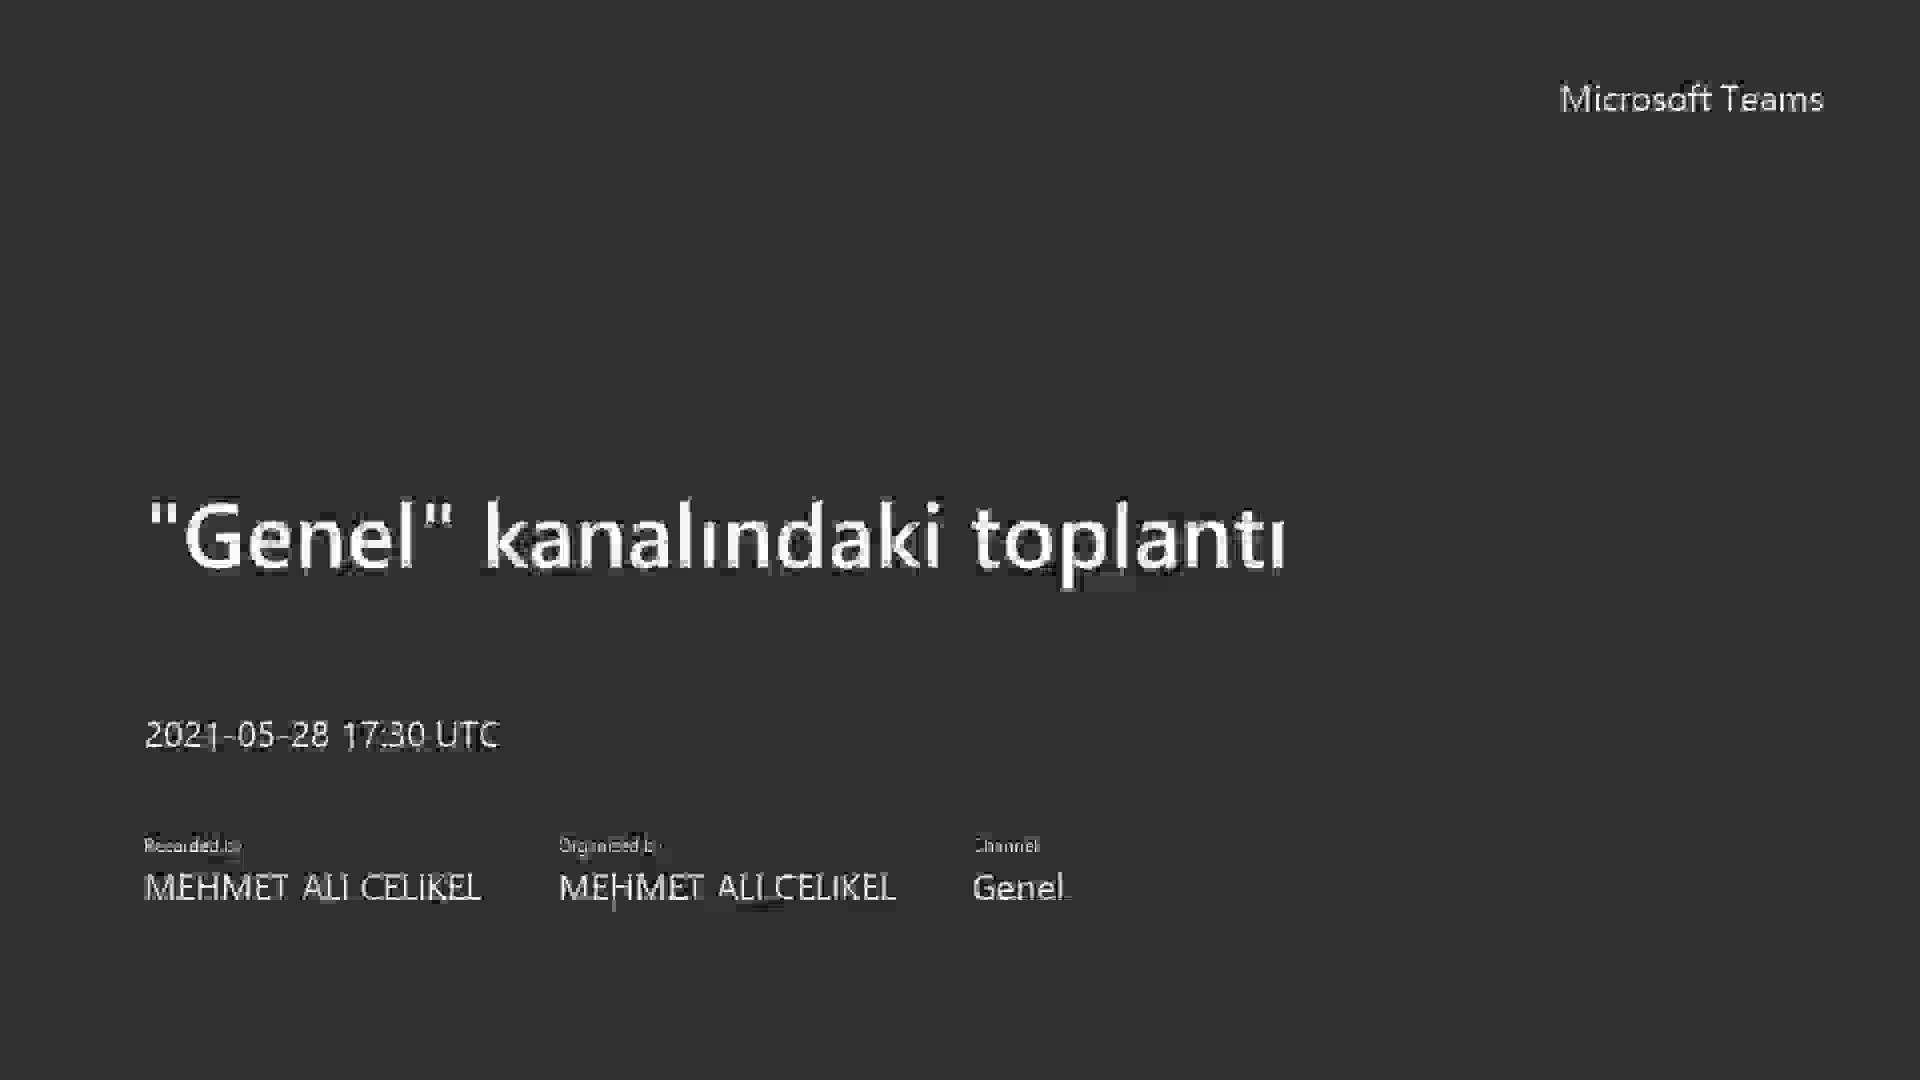 Microsoft Teams
"Genel" kanalındaki toplantı
2021-05-28 17:30 UTC
Recorded by Organized by Channel
MEHMET ALI CELIKEL MEHMET ALI CELIKEL Genel